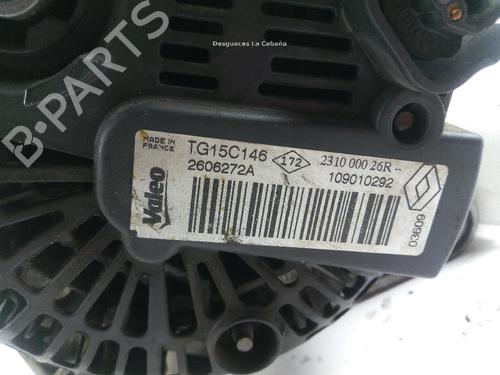 Desguaces La Cabaña
B-PARTS
MADE IN
FRANCE
Valeo
TG15C146
172
2310 000 26R--
2606272A
109010292
03609